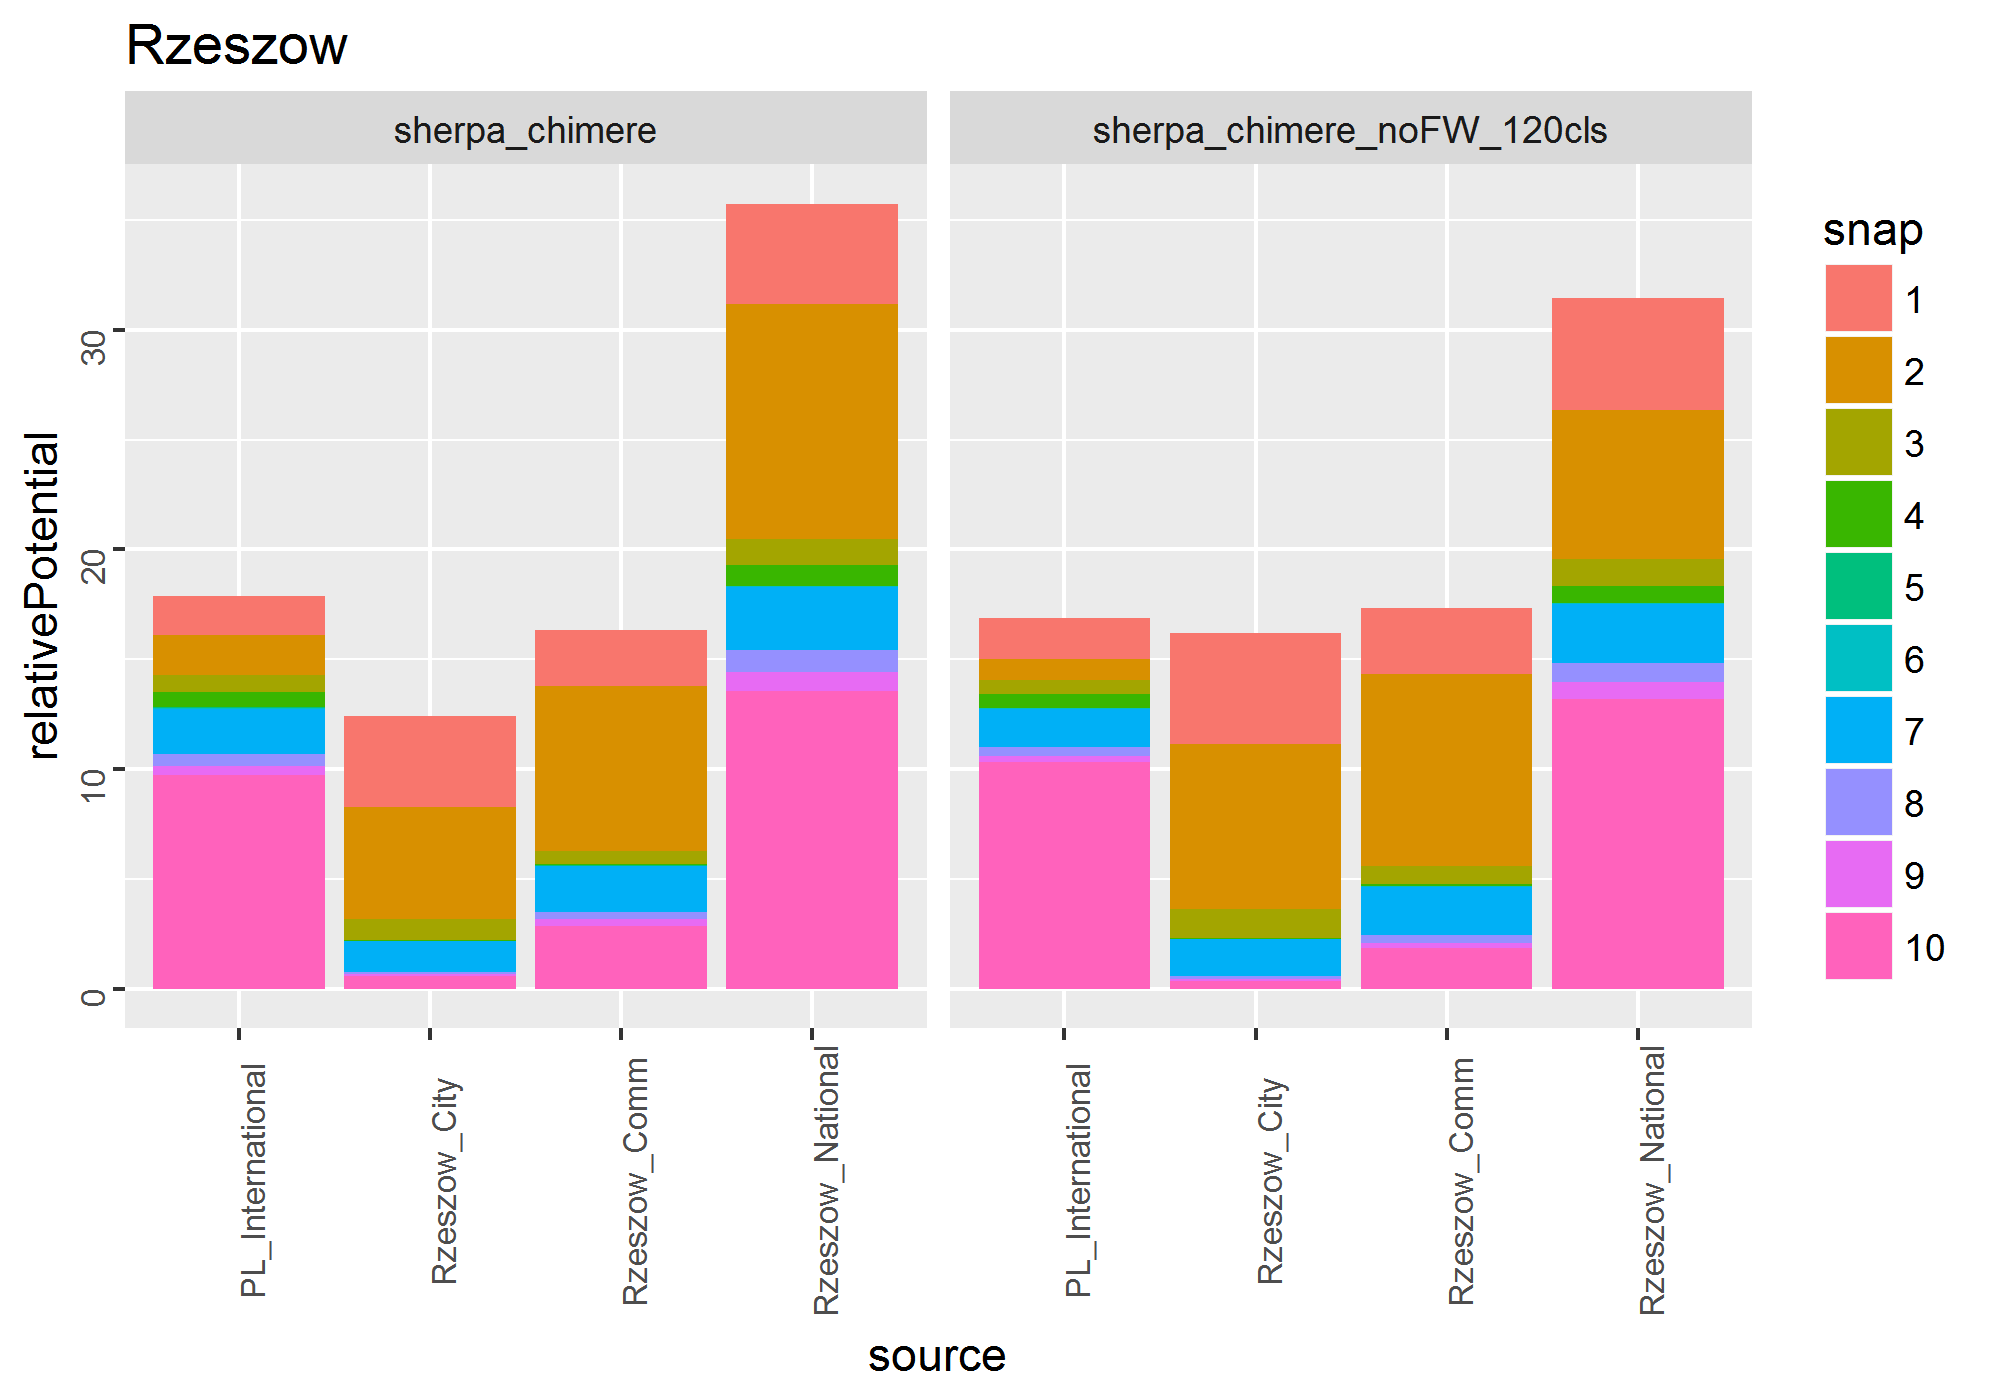 Rzeszow
sherpa_chimere
sherpa_chimere_noFW_120cls
relativePotential
30
20
10
0
PL_International
Rzeszow_City
Rzeszow_Comm
Rzeszow_National
PL_International
Rzeszow_City
Rzeszow_Comm
Rzeszow_National
source
snap
1
2
3
4
5
6
7
8
9
10